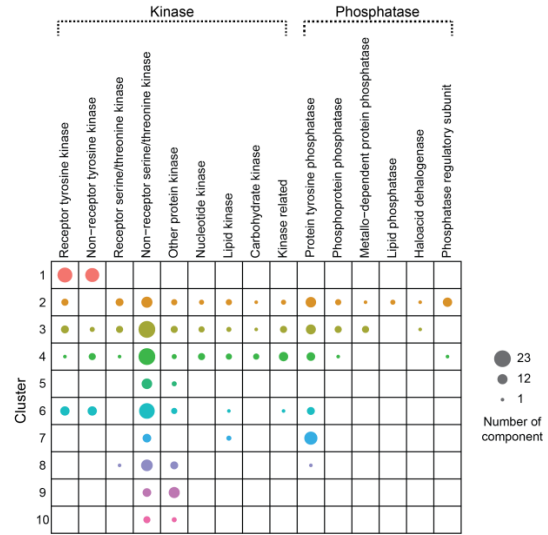 Kinase
Phosphatase
Receptor tyrosine kinase
Non−receptor tyrosine kinase
Receptor serine/threonine kinase
Non−receptor serine/threonine kinase
Other protein kinase
Nucleotide kinase
Lipid kinase
Carbohydrate kinase
Kinase related
Protein tyrosine phosphatase
Phosphoprotein phosphatase
Metallo−dependent protein phosphatase
Lipid phosphatase
Haloacid dehalogenase
Phosphatase regulatory subunit
Cluster
1
2
3
4
5
6
7
8
9
10
23
12
1
Number of
component